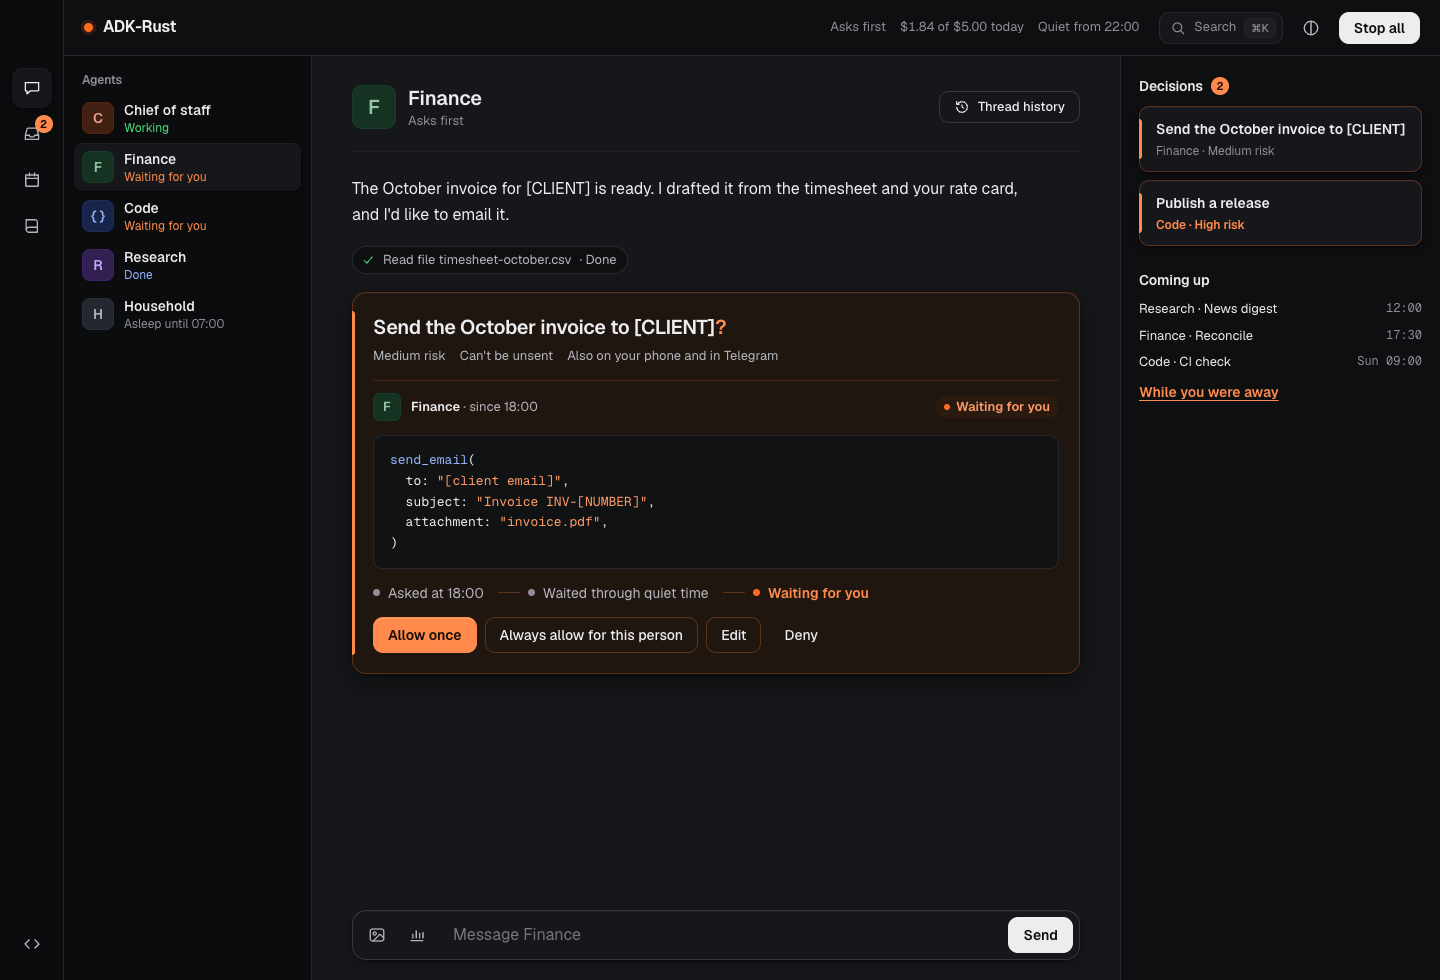 ADK-Rust
Asks first $1.84 of $5.00 today Quiet from 22:00
Search ⌘K
Stop all
2
Agents
C
Chief of staff
Working
F
Finance
Waiting for you
{}
Code
Waiting for you
R
Research
Done
H
Household
Asleep until 07:00
F
Finance
Asks first
Thread history
The October invoice for [CLIENT] is ready. I drafted it from the timesheet and your rate card,
and I'd like to email it.
Read file timesheet-october.csv · Done
Send the October invoice to [CLIENT]?
Medium risk Can't be unsent Also on your phone and in Telegram
F Finance · since 18:00 Waiting for you
send_email(
  to: "[client email]",
  subject: "Invoice INV-[NUMBER]",
  attachment: "invoice.pdf",
)
Asked at 18:00 Waited through quiet time Waiting for you
Allow once Always allow for this person Edit Deny
Message Finance Send
Decisions 2
Send the October invoice to [CLIENT]
Finance · Medium risk
Publish a release
Code · High risk
Coming up
Research · News digest 12:00
Finance · Reconcile 17:30
Code · CI check Sun 09:00
While you were away